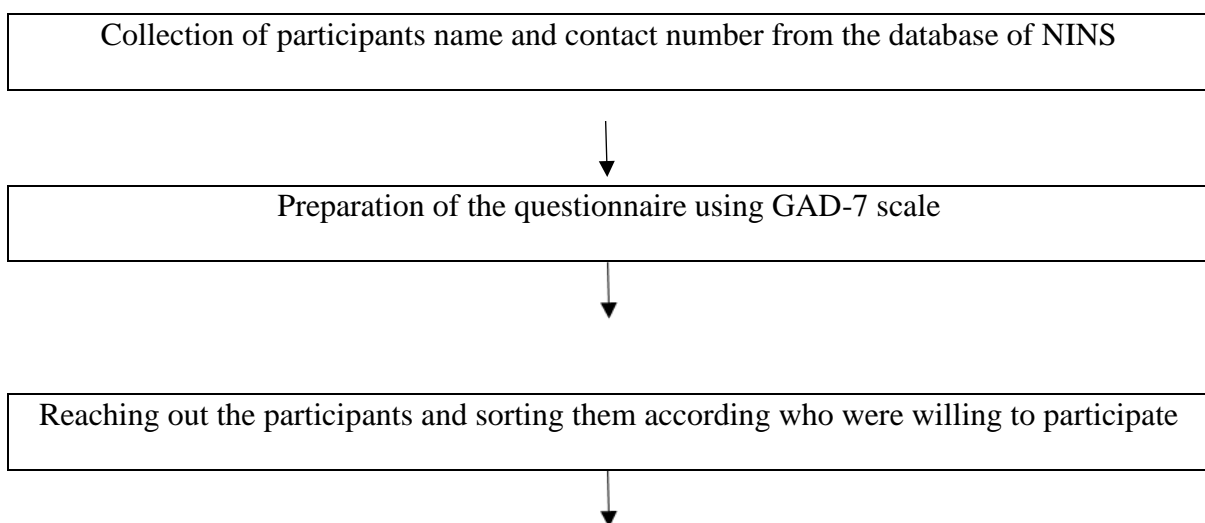 Collection of participants name and contact number from the database of NINS
Preparation of the questionnaire using GAD-7 scale
Reaching out the participants and sorting them according who were willing to participate